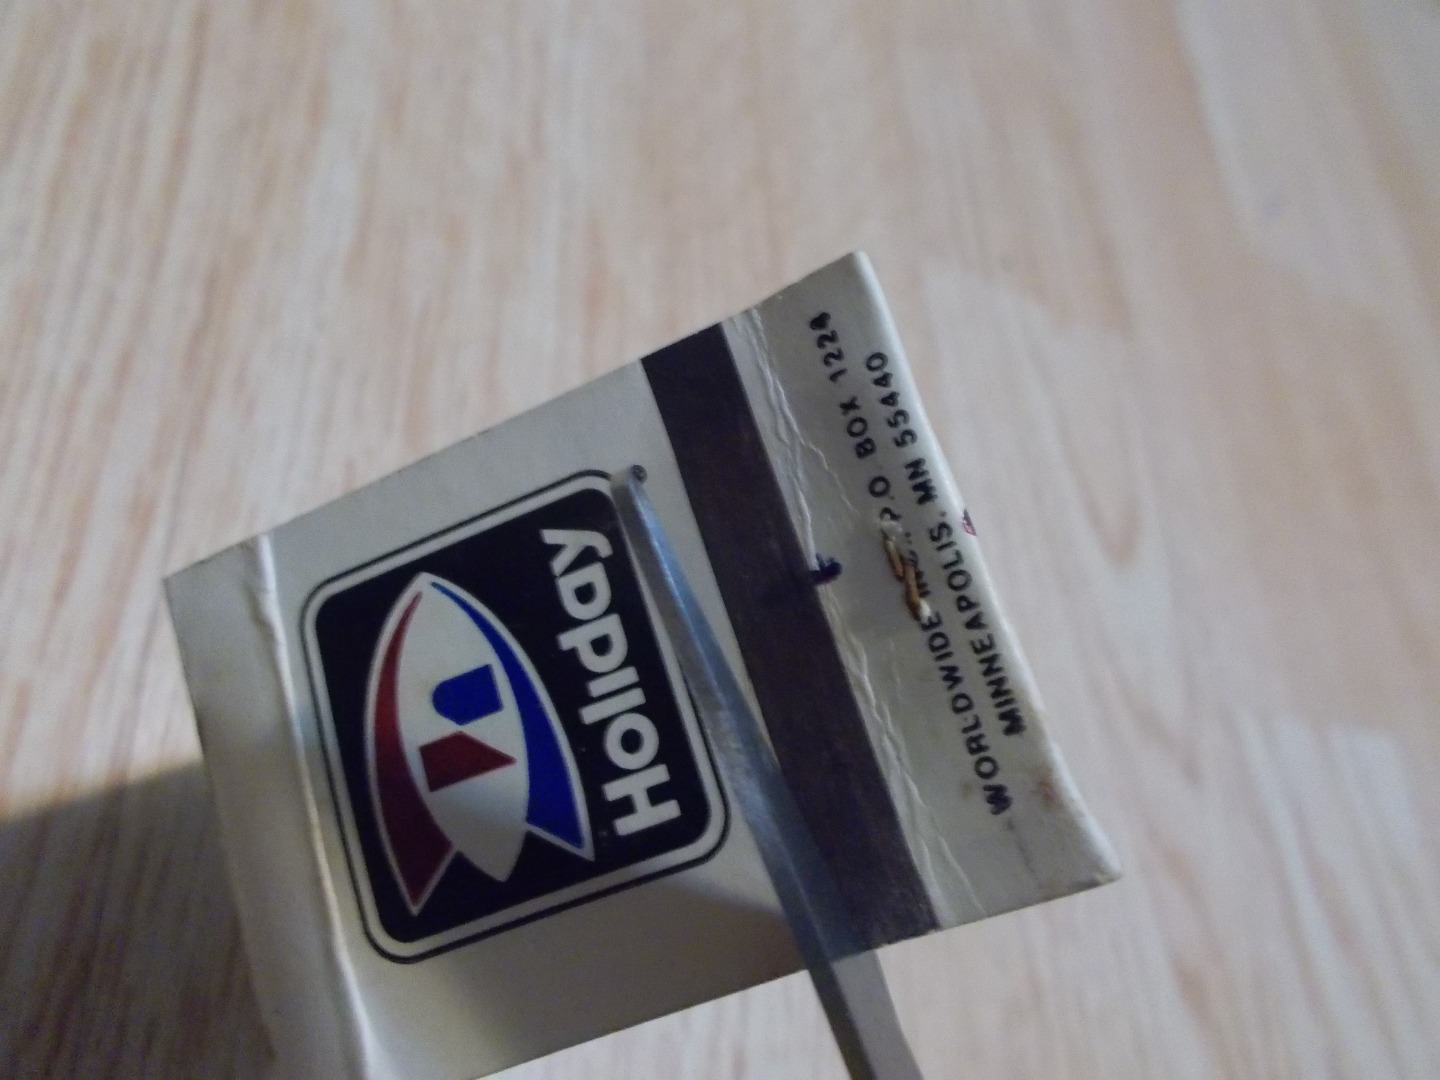 Holiday
WORLDWIDE P.O. BOX 1224
MINNEAPOLIS, MN 55440